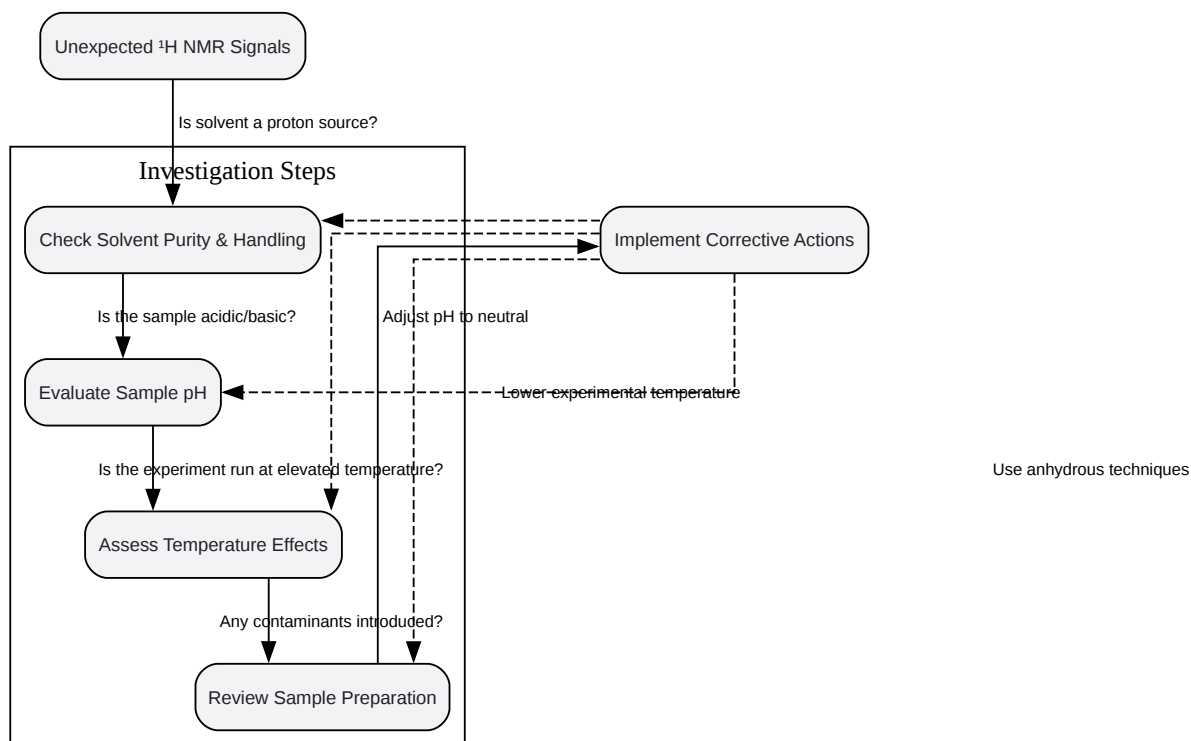 Unexpected ¹H NMR Signals
Is solvent a proton source?
Investigation Steps
Check Solvent Purity & Handling
Implement Corrective Actions
Is the sample acidic/basic?
Adjust pH to neutral
Evaluate Sample pH
Lower experimental temperature
Is the experiment run at elevated temperature?
Use anhydrous techniques
Assess Temperature Effects
Any contaminants introduced?
Review Sample Preparation